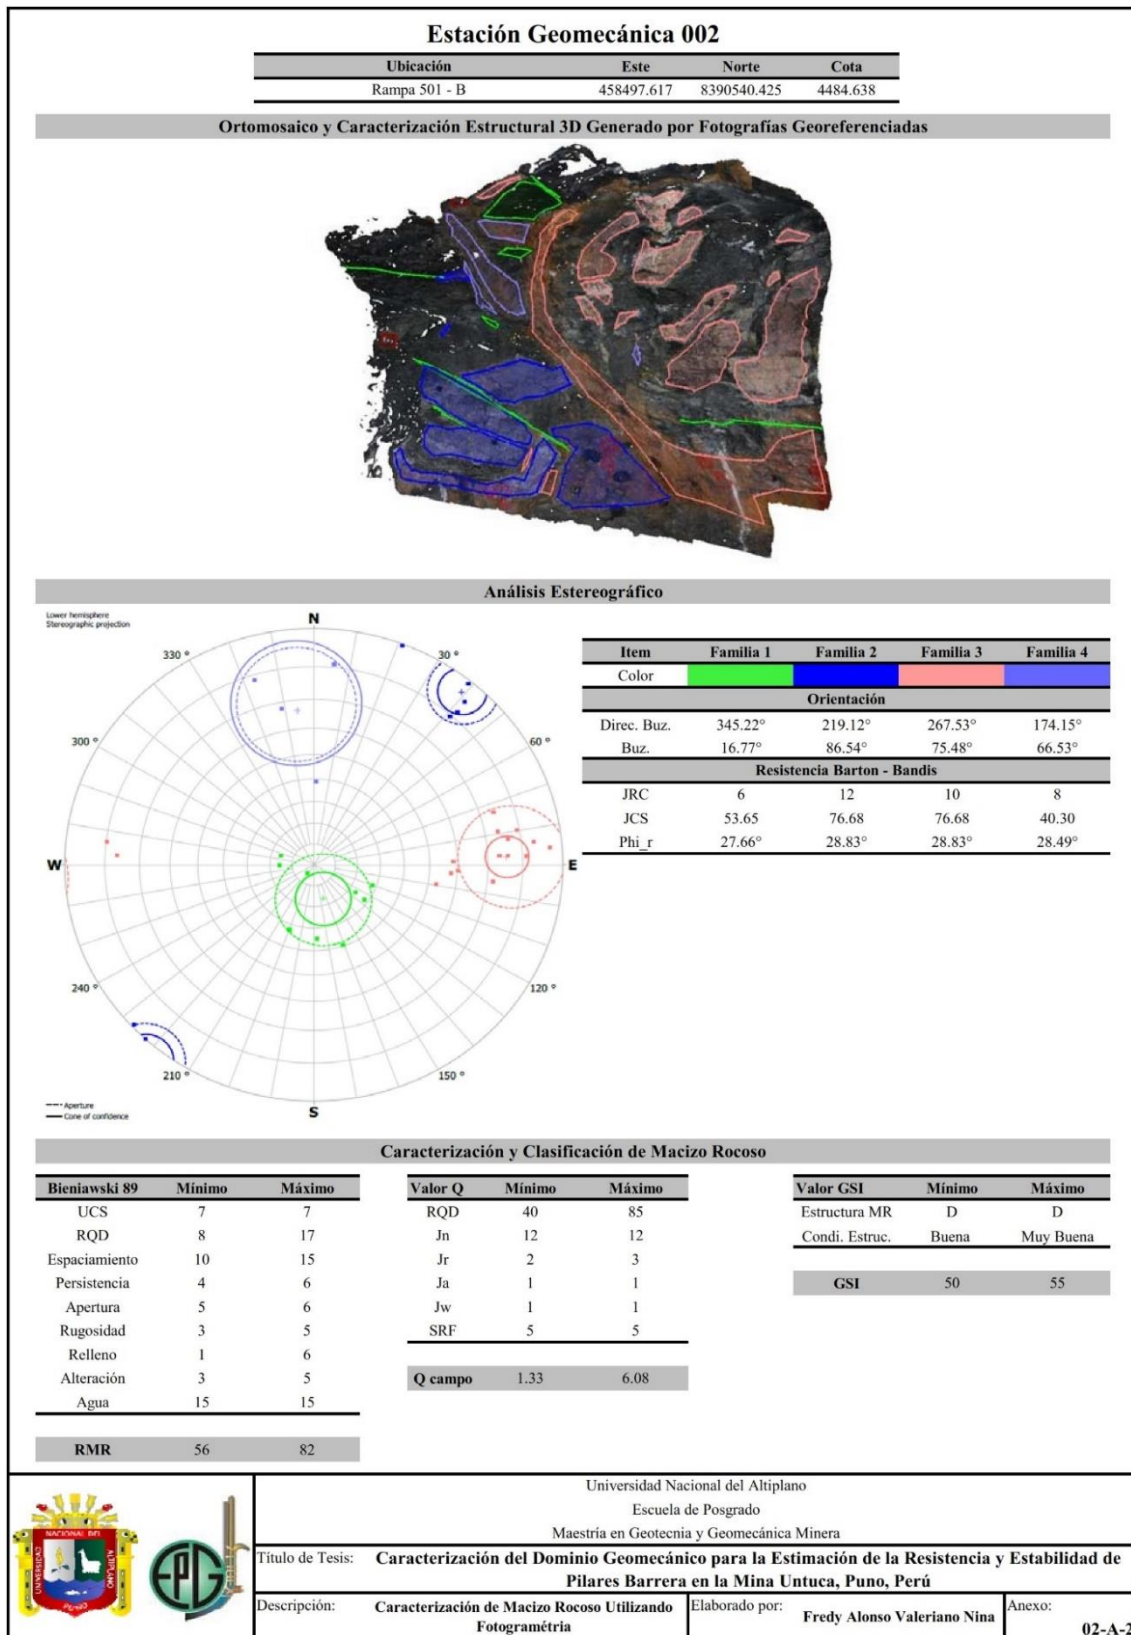 Estación Geomecánica 002
Ubicación Este Norte Cota
Rampa 501 - B 458497.617 8390540.425 4484.638
Ortomosaico y Caracterización Estructural 3D Generado por Fotografías Georeferenciadas
Análisis Estereográfico
Lower hemisphere
Stereographic projection
N
330 °
30 °
300 °
60 °
W
E
240 °
120 °
210 °
150 °
S
Aperture
Cone of confidence
Item Familia 1 Familia 2 Familia 3 Familia 4
Color
Orientación
Direc. Buz. 345.22° 219.12° 267.53° 174.15°
Buz. 16.77° 86.54° 75.48° 66.53°
Resistencia Barton - Bandis
JRC 6 12 10 8
JCS 53.65 76.68 76.68 40.30
Phi_r 27.66° 28.83° 28.83° 28.49°
Caracterización y Clasificación de Macizo Rocoso
Bieniawski 89 Mínimo Máximo
UCS 7 7
RQD 8 17
Espaciamiento 10 15
Persistencia 4 6
Apertura 5 6
Rugosidad 3 5
Relleno 1 6
Alteración 3 5
Agua 15 15
RMR 56 82
Valor Q Mínimo Máximo
RQD 40 85
Jn 12 12
Jr 2 3
Ja 1 1
Jw 1 1
SRF 5 5
Q campo 1.33 6.08
Valor GSI Mínimo Máximo
Estructura MR D D
Condi. Estruc. Buena Muy Buena
GSI 50 55
UNIVERSIDAD NACIONAL DEL ALTIPLANO
PUNO
EPG
Universidad Nacional del Altiplano
Escuela de Posgrado
Maestría en Geotecnia y Geomecánica Minera
Título de Tesis: Caracterización del Dominio Geomecánico para la Estimación de la Resistencia y Estabilidad de
Pilares Barrera en la Mina Untuca, Puno, Perú
Descripción: Caracterización de Macizo Rocoso Utilizando
Fotogramétria
Elaborado por: Fredy Alonso Valeriano Nina
Anexo:
02-A-2